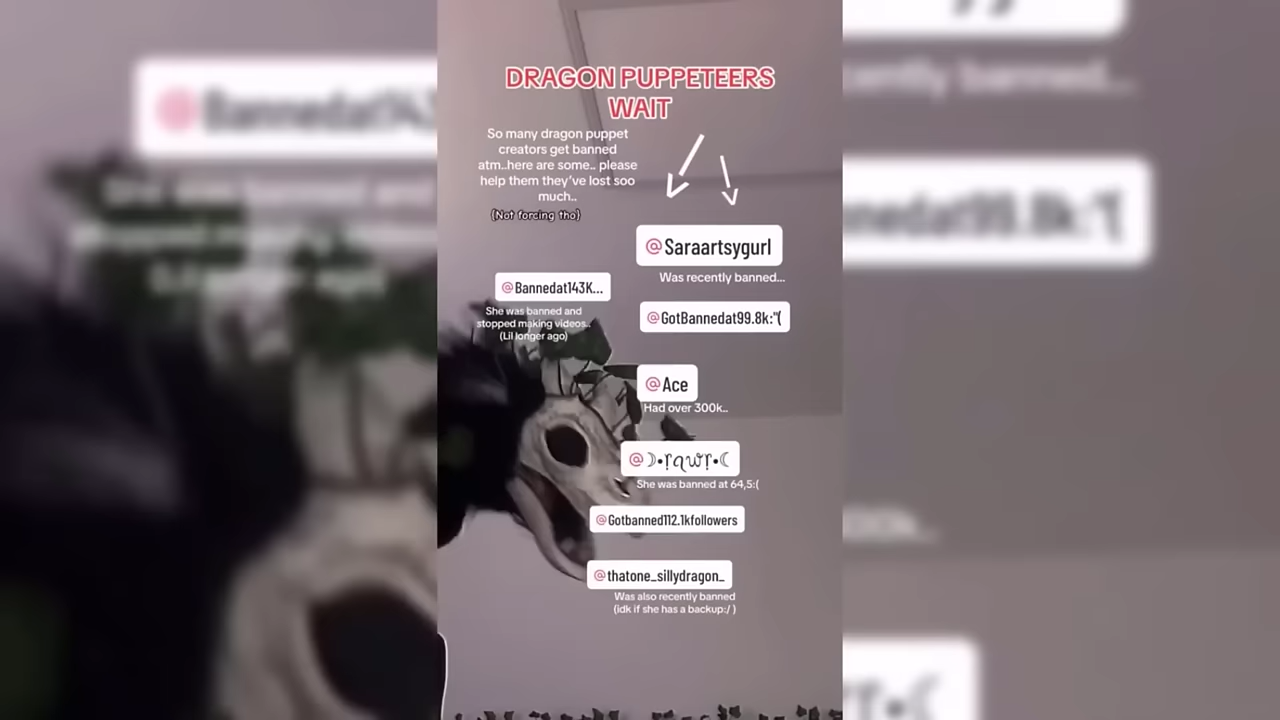 DRAGON PUPPETEERS
WAIT
So many dragon puppet
creators get banned
atm..here are some.. please
help them they've lost soo
much..
{Not forcing tho}
@Saraartsygurl
Was recently banned...
@Bannedat143K...
She was banned and
stopped making videos..
(Lil longer ago)
@GotBannedat99.8k:"(
@Ace
Had over 300k..
@☽•ꞅզաꞅ•☾
She was banned at 64,5:(
@Gotbanned112.1kfollowers
@thatone_sillydragon_
Was also recently banned
(idk if she has a backup:/ )